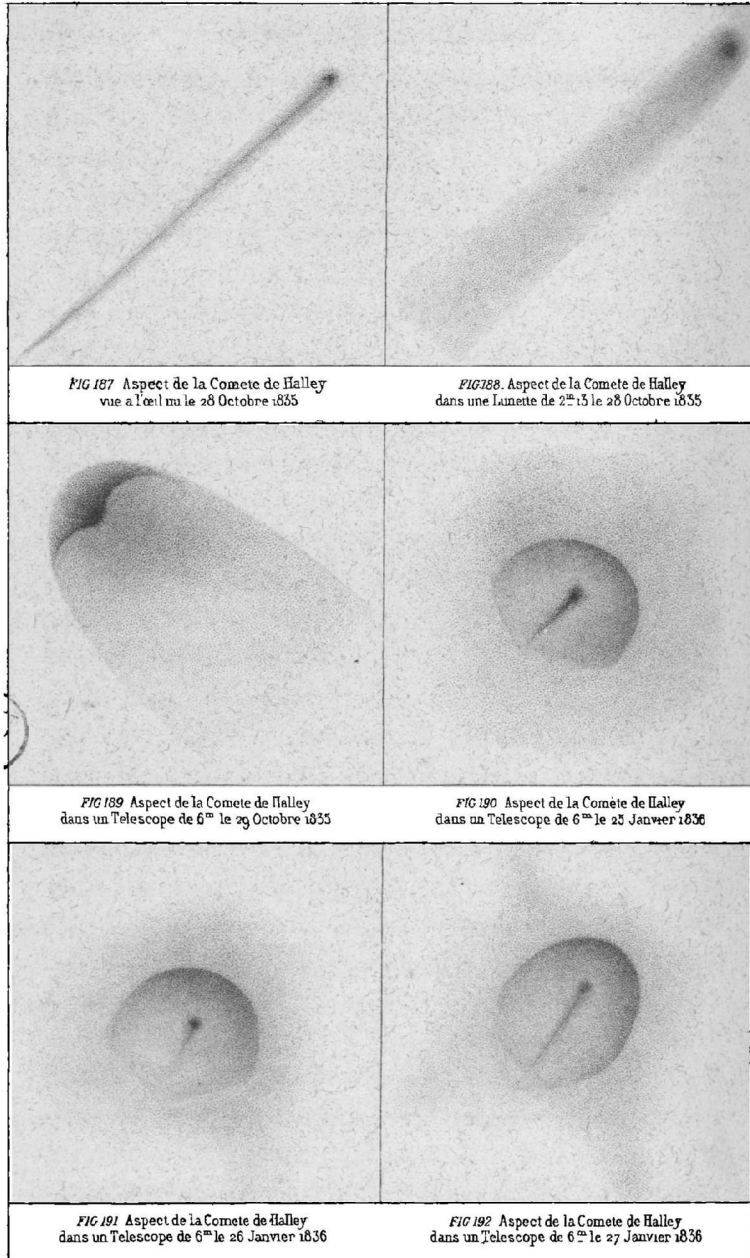 FIG 187 Aspect de la Comete de Halley
vue a l'œil nu le 28 Octobre 1835
FIG 188. Aspect de la Comete de Halley
dans une Lunette de 2ᵐ 13 le 28 Octobre 1835
FIG 189 Aspect de la Comete de Halley
dans un Telescope de 6ᵐ le 29 Octobre 1835
FIG 190 Aspect de la Comète de Halley
dans un Telescope de 6ᵐ le 25 Janvier 1836
FIG 191 Aspect de la Comete de Halley
dans un Telescope de 6ᵐ le 26 Janvier 1836
FIG 192 Aspect de la Comete de Halley
dans un Telescope de 6ᵐ le 27 Janvier 1836